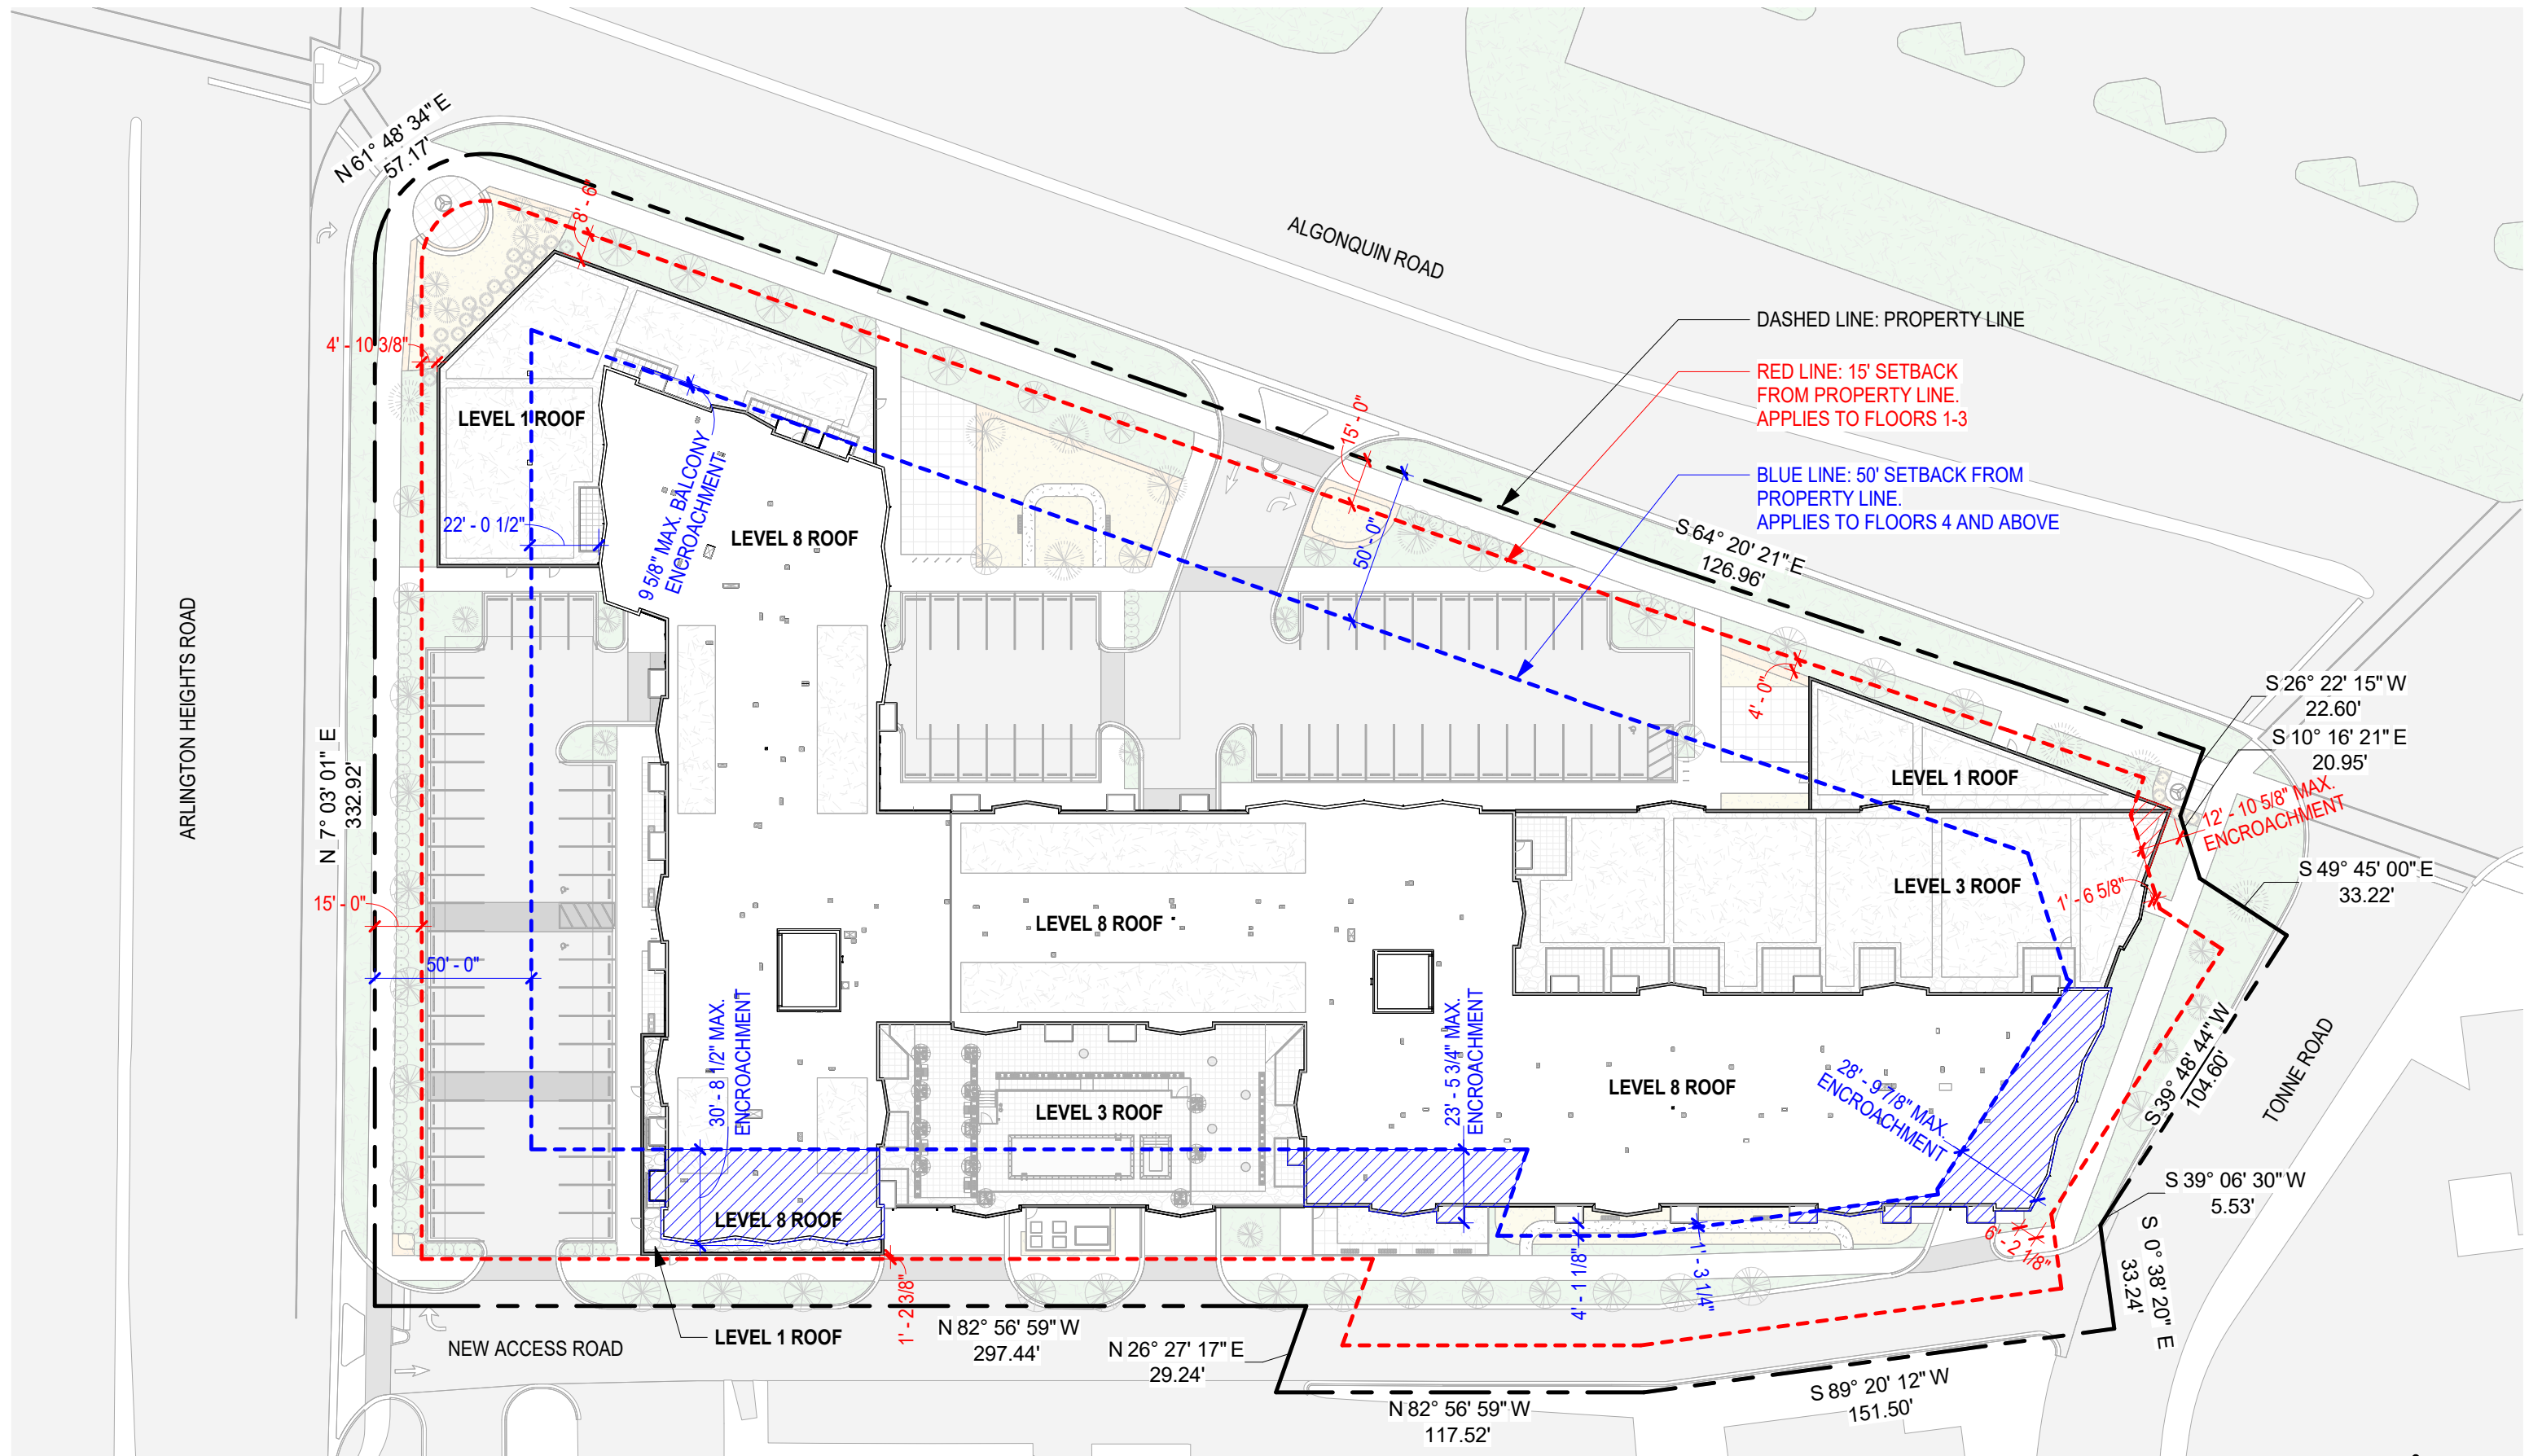 N 61° 48' 34" E
57.17'
8' - 6"
ALGONQUIN ROAD
DASHED LINE: PROPERTY LINE
4' - 10 3/8"
RED LINE: 15' SETBACK
FROM PROPERTY LINE.
APPLIES TO FLOORS 1-3
LEVEL 1 ROOF
15' - 0"
9 5/8" MAX. BALCONY
ENCROACHMENT
BLUE LINE: 50' SETBACK FROM
PROPERTY LINE.
APPLIES TO FLOORS 4 AND ABOVE
22' - 0 1/2"
LEVEL 8 ROOF
50' - 0"
S 64° 20' 21" E
126.96'
ARLINGTON HEIGHTS ROAD
4' - 0"
S 26° 22' 15" W
22.60'
S 10° 16' 21" E
20.95'
N 7° 03' 01" E
332.92'
LEVEL 1 ROOF
12' - 10 5/8" MAX.
ENCROACHMENT
S 49° 45' 00" E
33.22'
15' - 0"
LEVEL 3 ROOF
1' - 6 5/8"
LEVEL 8 ROOF
50' - 0"
30' - 8 1/2" MAX.
ENCROACHMENT
23' - 5 3/4" MAX.
ENCROACHMENT
LEVEL 3 ROOF
LEVEL 8 ROOF
28' - 9 7/8" MAX.
ENCROACHMENT
S 39° 48' 44" W
104.60'
TONNE ROAD
S 39° 06' 30" W
5.53'
LEVEL 8 ROOF
6' - 2 1/8"
S 0° 38' 20" E
33.24'
1' - 2 3/8"
4' - 1 1/8"
1' - 3 1/4"
NEW ACCESS ROAD
LEVEL 1 ROOF
N 82° 56' 59" W
297.44'
N 26° 27' 17" E
29.24'
N 82° 56' 59" W
117.52'
S 89° 20' 12" W
151.50'